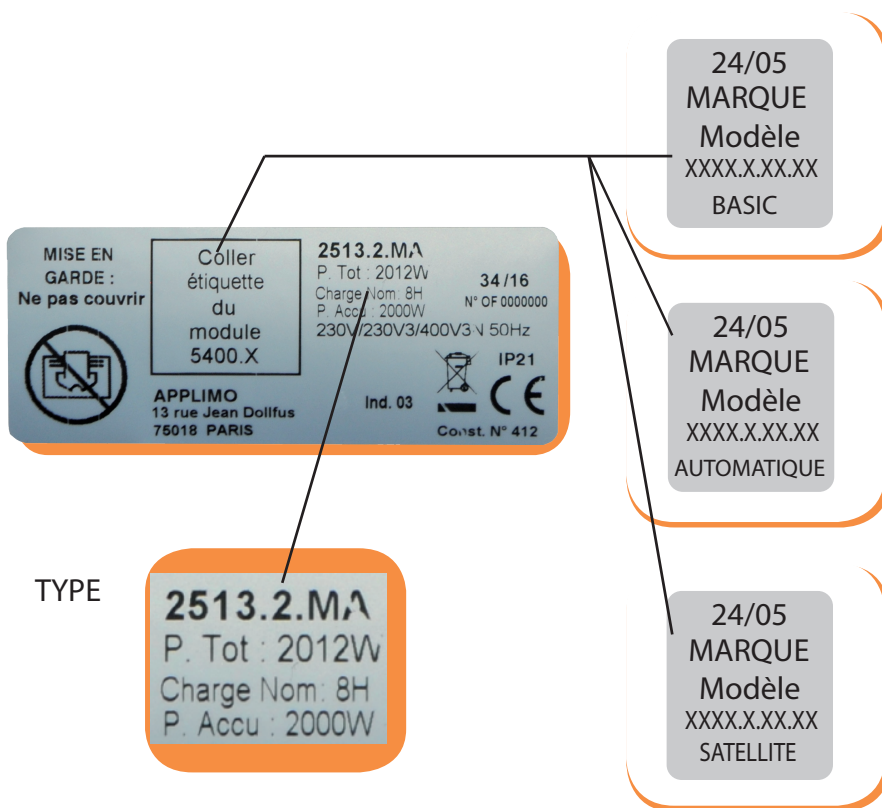 24/05
MARQUE
Modèle
XXXX.X.XX.XX
BASIC
MISE EN
GARDE :
Ne pas couvrir
Coller
étiquette
du
module
5400.X
2513.2.MA
P. Tot : 2012W
Charge Nom: 8H
P. Accu : 2000W
230V/230V3/400V3N 50Hz
34/16
N° OF 0000000
IP21
APPLIMO
13 rue Jean Dollfus
75018 PARIS
Ind. 03
CE
Const. N° 412
24/05
MARQUE
Modèle
XXXX.X.XX.XX
AUTOMATIQUE
TYPE
2513.2.MA
P. Tot : 2012W
Charge Nom: 8H
P. Accu : 2000W
24/05
MARQUE
Modèle
XXXX.X.XX.XX
SATELLITE